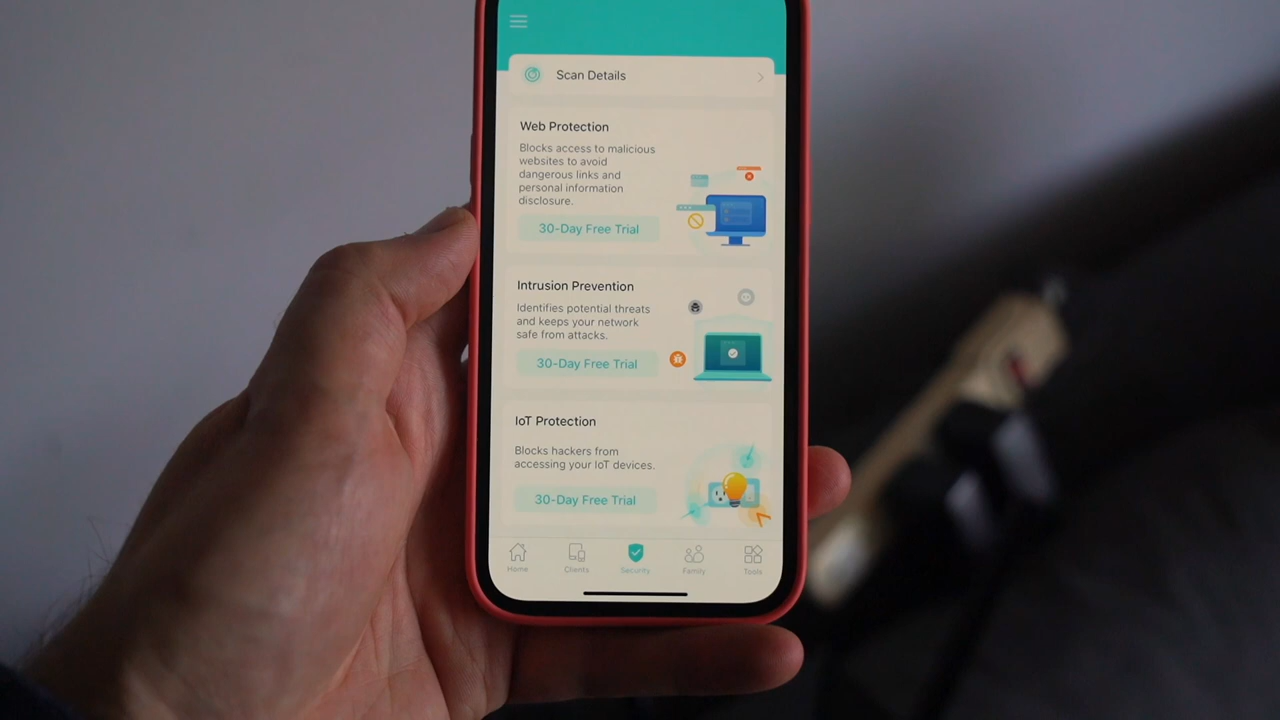 Scan Details
Web Protection
Blocks access to malicious
websites to avoid
dangerous links and
personal information
disclosure.
30-Day Free Trial
Intrusion Prevention
Identifies potential threats
and keeps your network
safe from attacks.
30-Day Free Trial
IoT Protection
Blocks hackers from
accessing your IoT devices.
30-Day Free Trial
Home Clients Security Family Tools